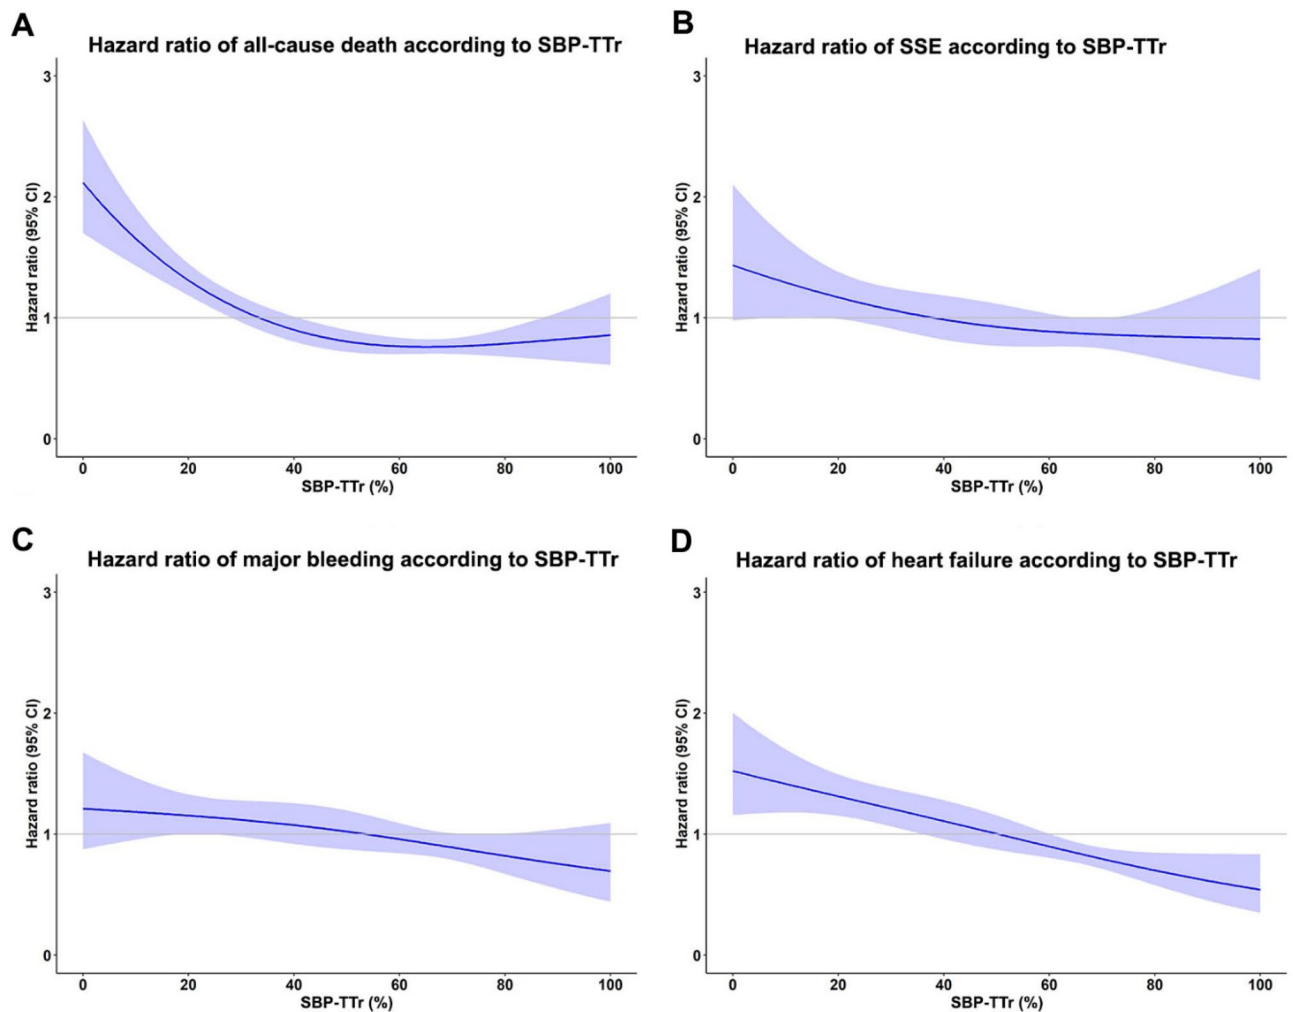 A
Hazard ratio of all-cause death according to SBP-TTr
3
2
1
0
Hazard ratio (95% CI)
0 20 40 60 80 100
SBP-TTr (%)
B
Hazard ratio of SSE according to SBP-TTr
3
2
1
0
Hazard ratio (95% CI)
0 20 40 60 80 100
SBP-TTr (%)
C
Hazard ratio of major bleeding according to SBP-TTr
3
2
1
0
Hazard ratio (95% CI)
0 20 40 60 80 100
SBP-TTr (%)
D
Hazard ratio of heart failure according to SBP-TTr
3
2
1
0
Hazard ratio (95% CI)
0 20 40 60 80 100
SBP-TTr (%)